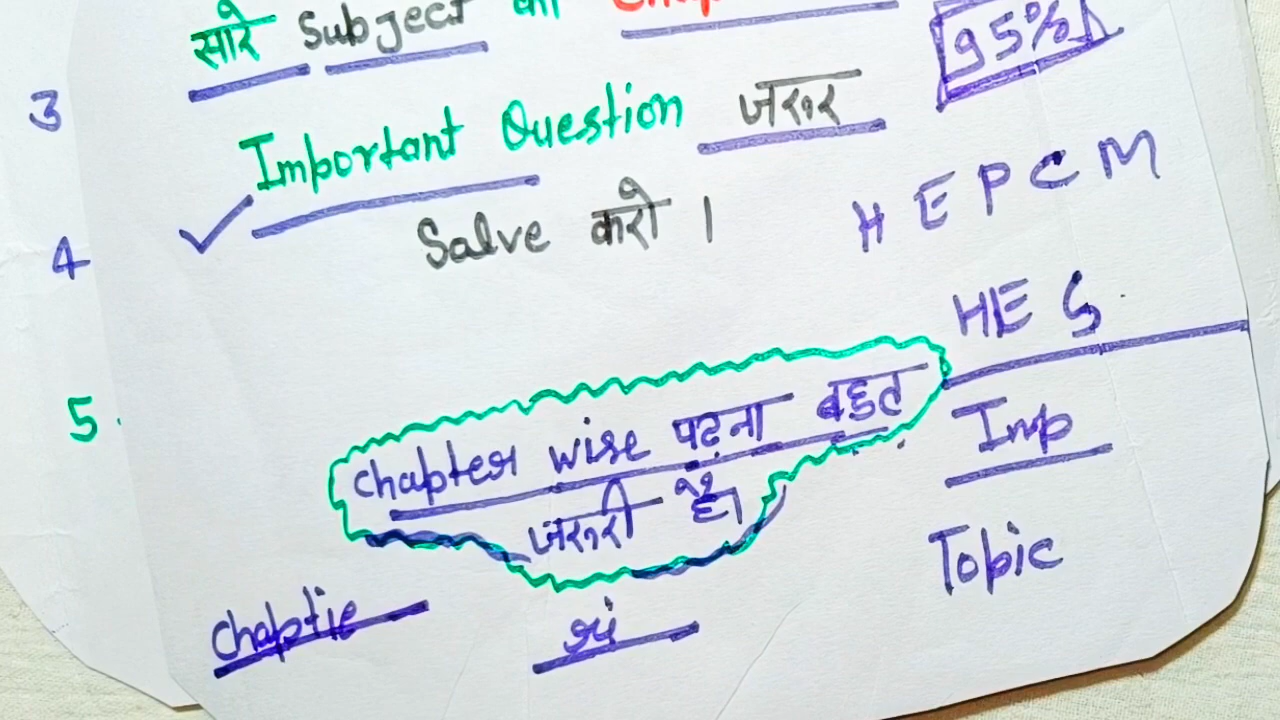 सारे Subject का
95%
3
Important Question जरुर
4
Salve करो ।
H E P C M
HE S
5.
Chapter wise पढ़ना बहुत
जरुरी है।
Imp
Topic
Chaptie